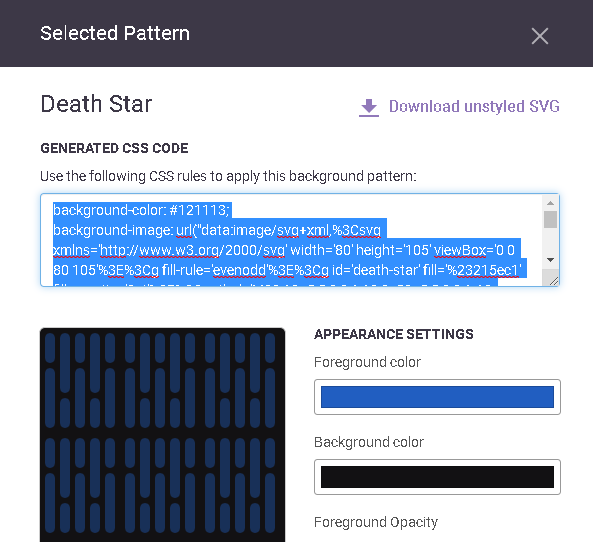 Selected Pattern
Death Star
Download unstyled SVG
GENERATED CSS CODE
Use the following CSS rules to apply this background pattern:
background-color: #121113;
background-image: url("data:image/svg+xml,%3Csvg
xmlns='http://www.w3.org/2000/svg' width='80' height='105' viewBox='0 0
80 105'%3E%3Cg fill-rule='evenodd'%3E%3Cg id='death-star' fill='%23215ec1'
APPEARANCE SETTINGS
Foreground color
Background color
Foreground Opacity